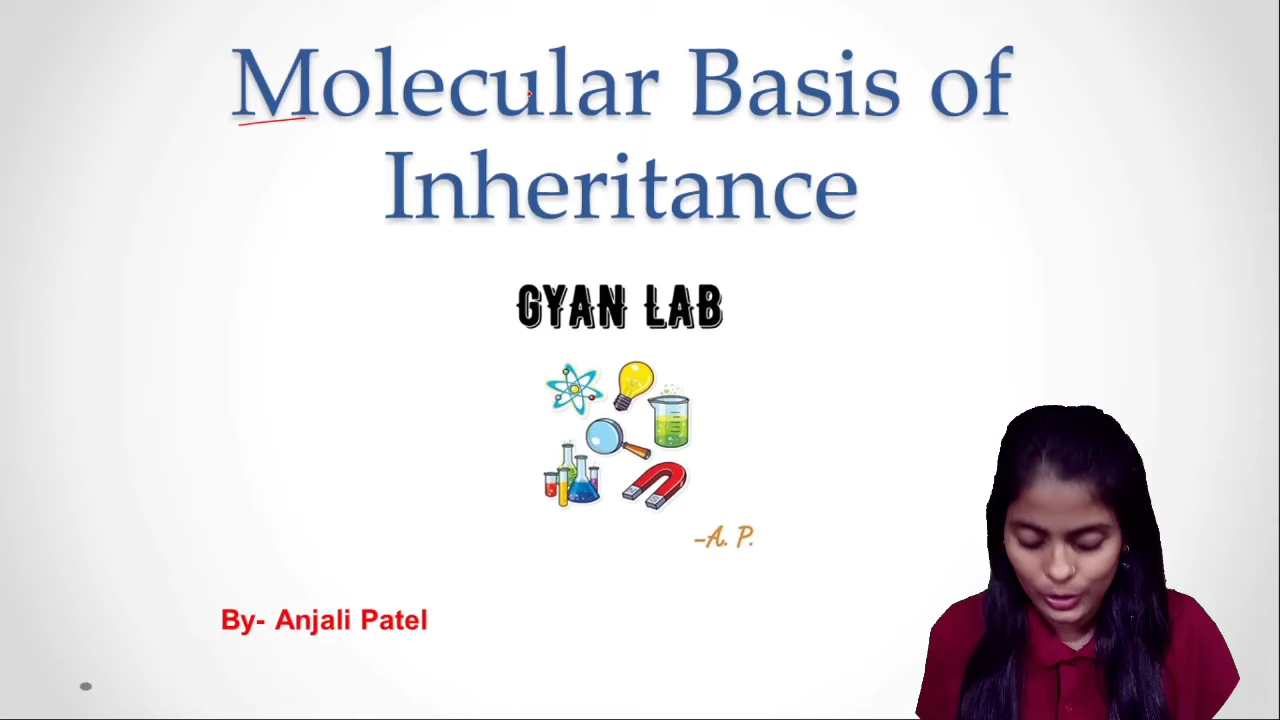 Molecular Basis of
Inheritance
GYAN LAB
-A. P.
By- Anjali Patel